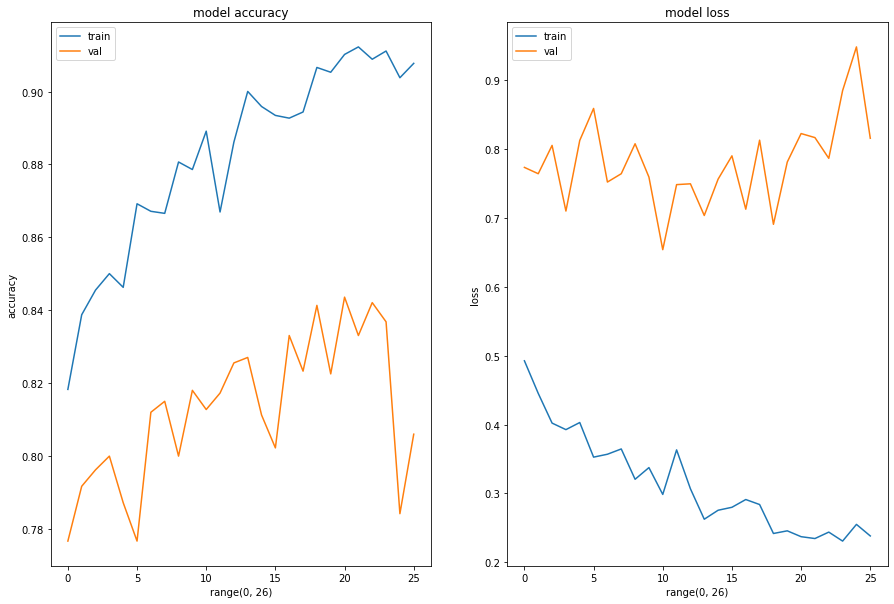 model accuracy
train
val
0.90
0.88
0.86
0.84
0.82
0.80
0.78
accuracy
0
5
10
15
20
25
range(0, 26)
model loss
train
val
0.9
0.8
0.7
0.6
0.5
0.4
0.3
0.2
loss
0
5
10
15
20
25
range(0, 26)